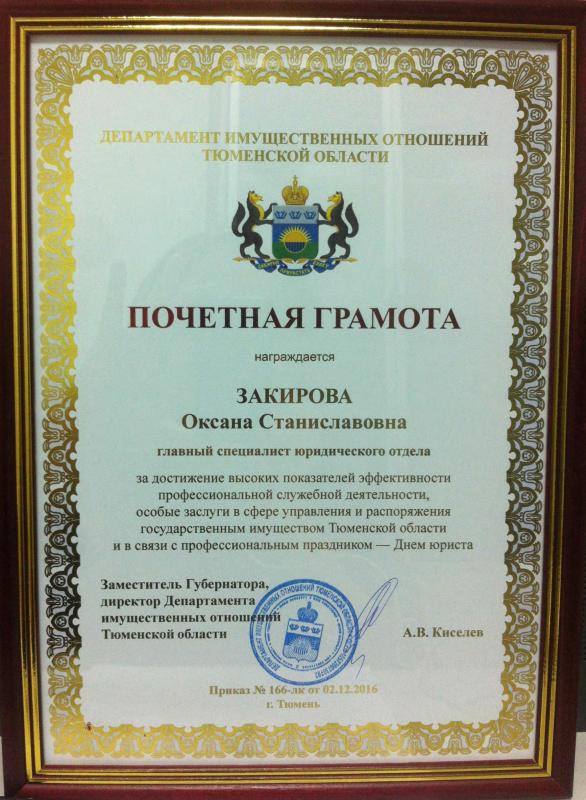 ДЕПАРТАМЕНТ ИМУЩЕСТВЕННЫХ ОТНОШЕНИЙ
ТЮМЕНСКОЙ ОБЛАСТИ
ПОЧЕТНАЯ ГРАМОТА
награждается
ЗАКИРОВА
Оксана Станиславовна
главный специалист юридического отдела
за достижение высоких показателей эффективности
профессиональной служебной деятельности,
особые заслуги в сфере управления и распоряжения
государственным имуществом Тюменской области
и в связи с профессиональным праздником — Днем юриста
Заместитель Губернатора,
директор Департамента
имущественных отношений
Тюменской области
А.В. Киселев
Приказ № 166-лк от 02.12.2016
г. Тюмень